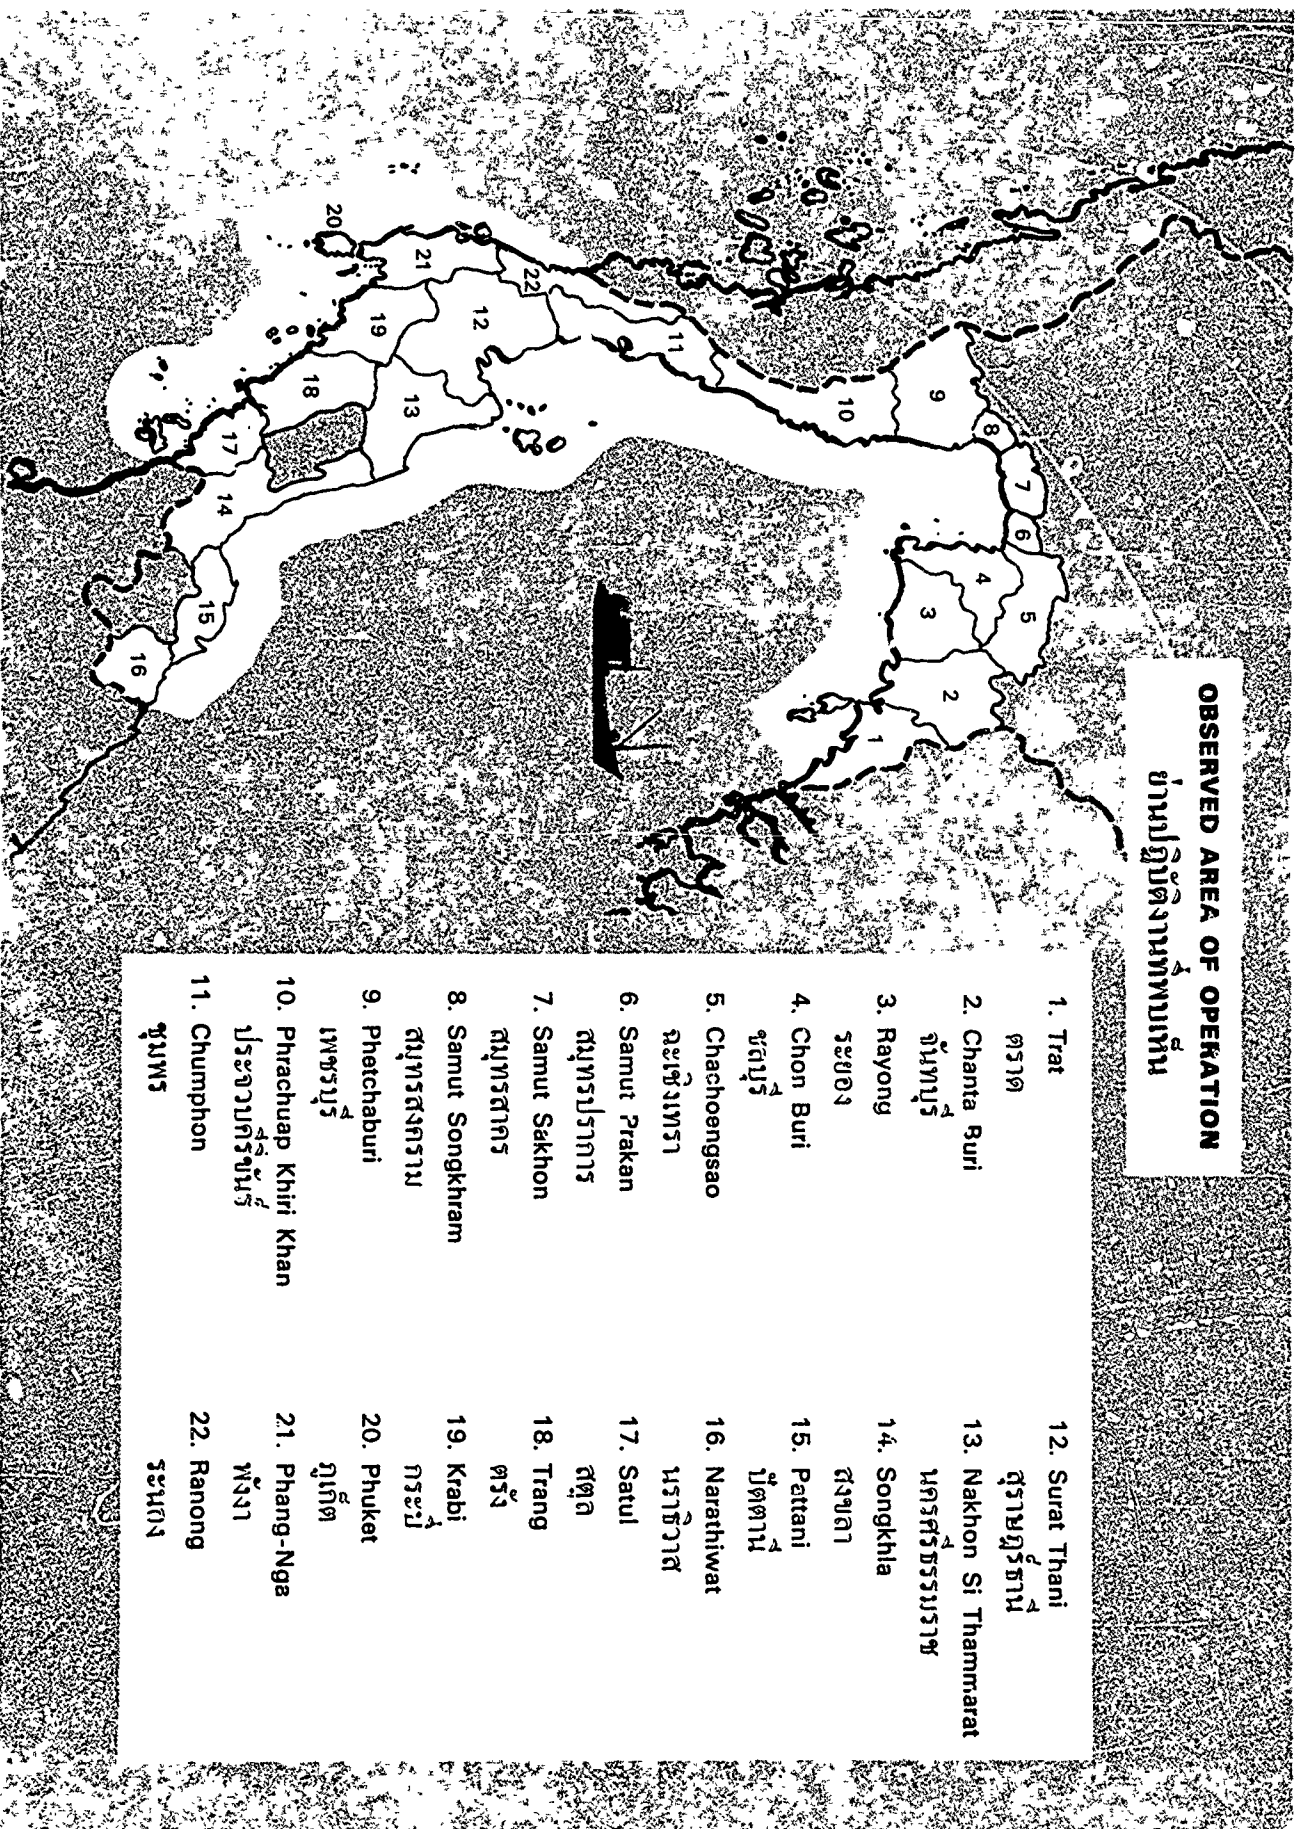 OBSERVED AREA OF OPERATION
ย่านปฏิบัติงานที่พบเห็น
1. Trat
ตราด
2. Chanta Buri
จันทบุรี
3. Rayong
ระยอง
4. Chon Buri
ชลบุรี
5. Chachoengsao
ฉะเชิงเทรา
6. Samut Prakan
สมุทรปราการ
7. Samut Sakhon
สมุทรสาคร
8. Samut Songkhram
สมุทรสงคราม
9. Phetchaburi
เพชรบุรี
10. Phrachuap Khiri Khan
ประจวบคีรีขันธ์
11. Chumphon
ชุมพร
12. Surat Thani
สุราษฎร์ธานี
13. Nakhon Si Thammarat
นครศรีธรรมราช
14. Songkhla
สงขลา
15. Pattani
ปัตตานี
16. Narathiwat
นราธิวาส
17. Satul
สตูล
18. Trang
ตรัง
19. Krabi
กระบี่
20. Phuket
ภูเก็ต
21. Phang-Nga
พังงา
22. Ranong
ระนอง
1
2
3
4
5
6
7
8
9
10
11
12
13
14
15
16
17
18
19
20
21
22